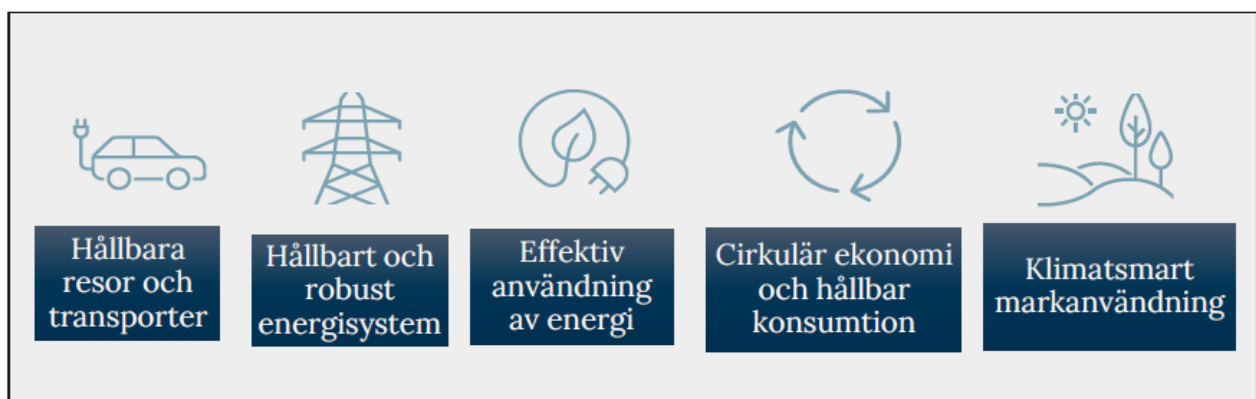 Hållbara
resor och
transporter
Hållbart och
robust
energisystem
Effektiv
användning
av energi
Cirkulär ekonomi
och hållbar
konsumtion
Klimatsmart
markanvändning